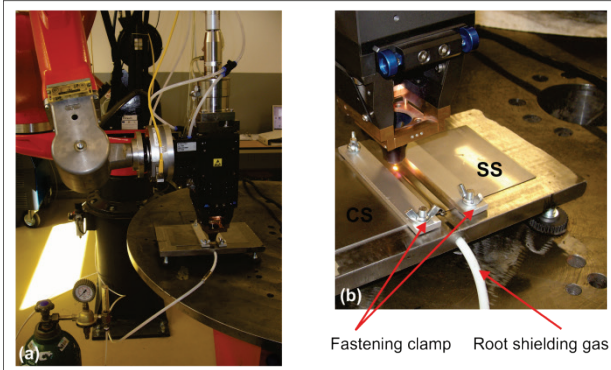 (a)
SS
CS
(b)
Fastening clamp
Root shielding gas